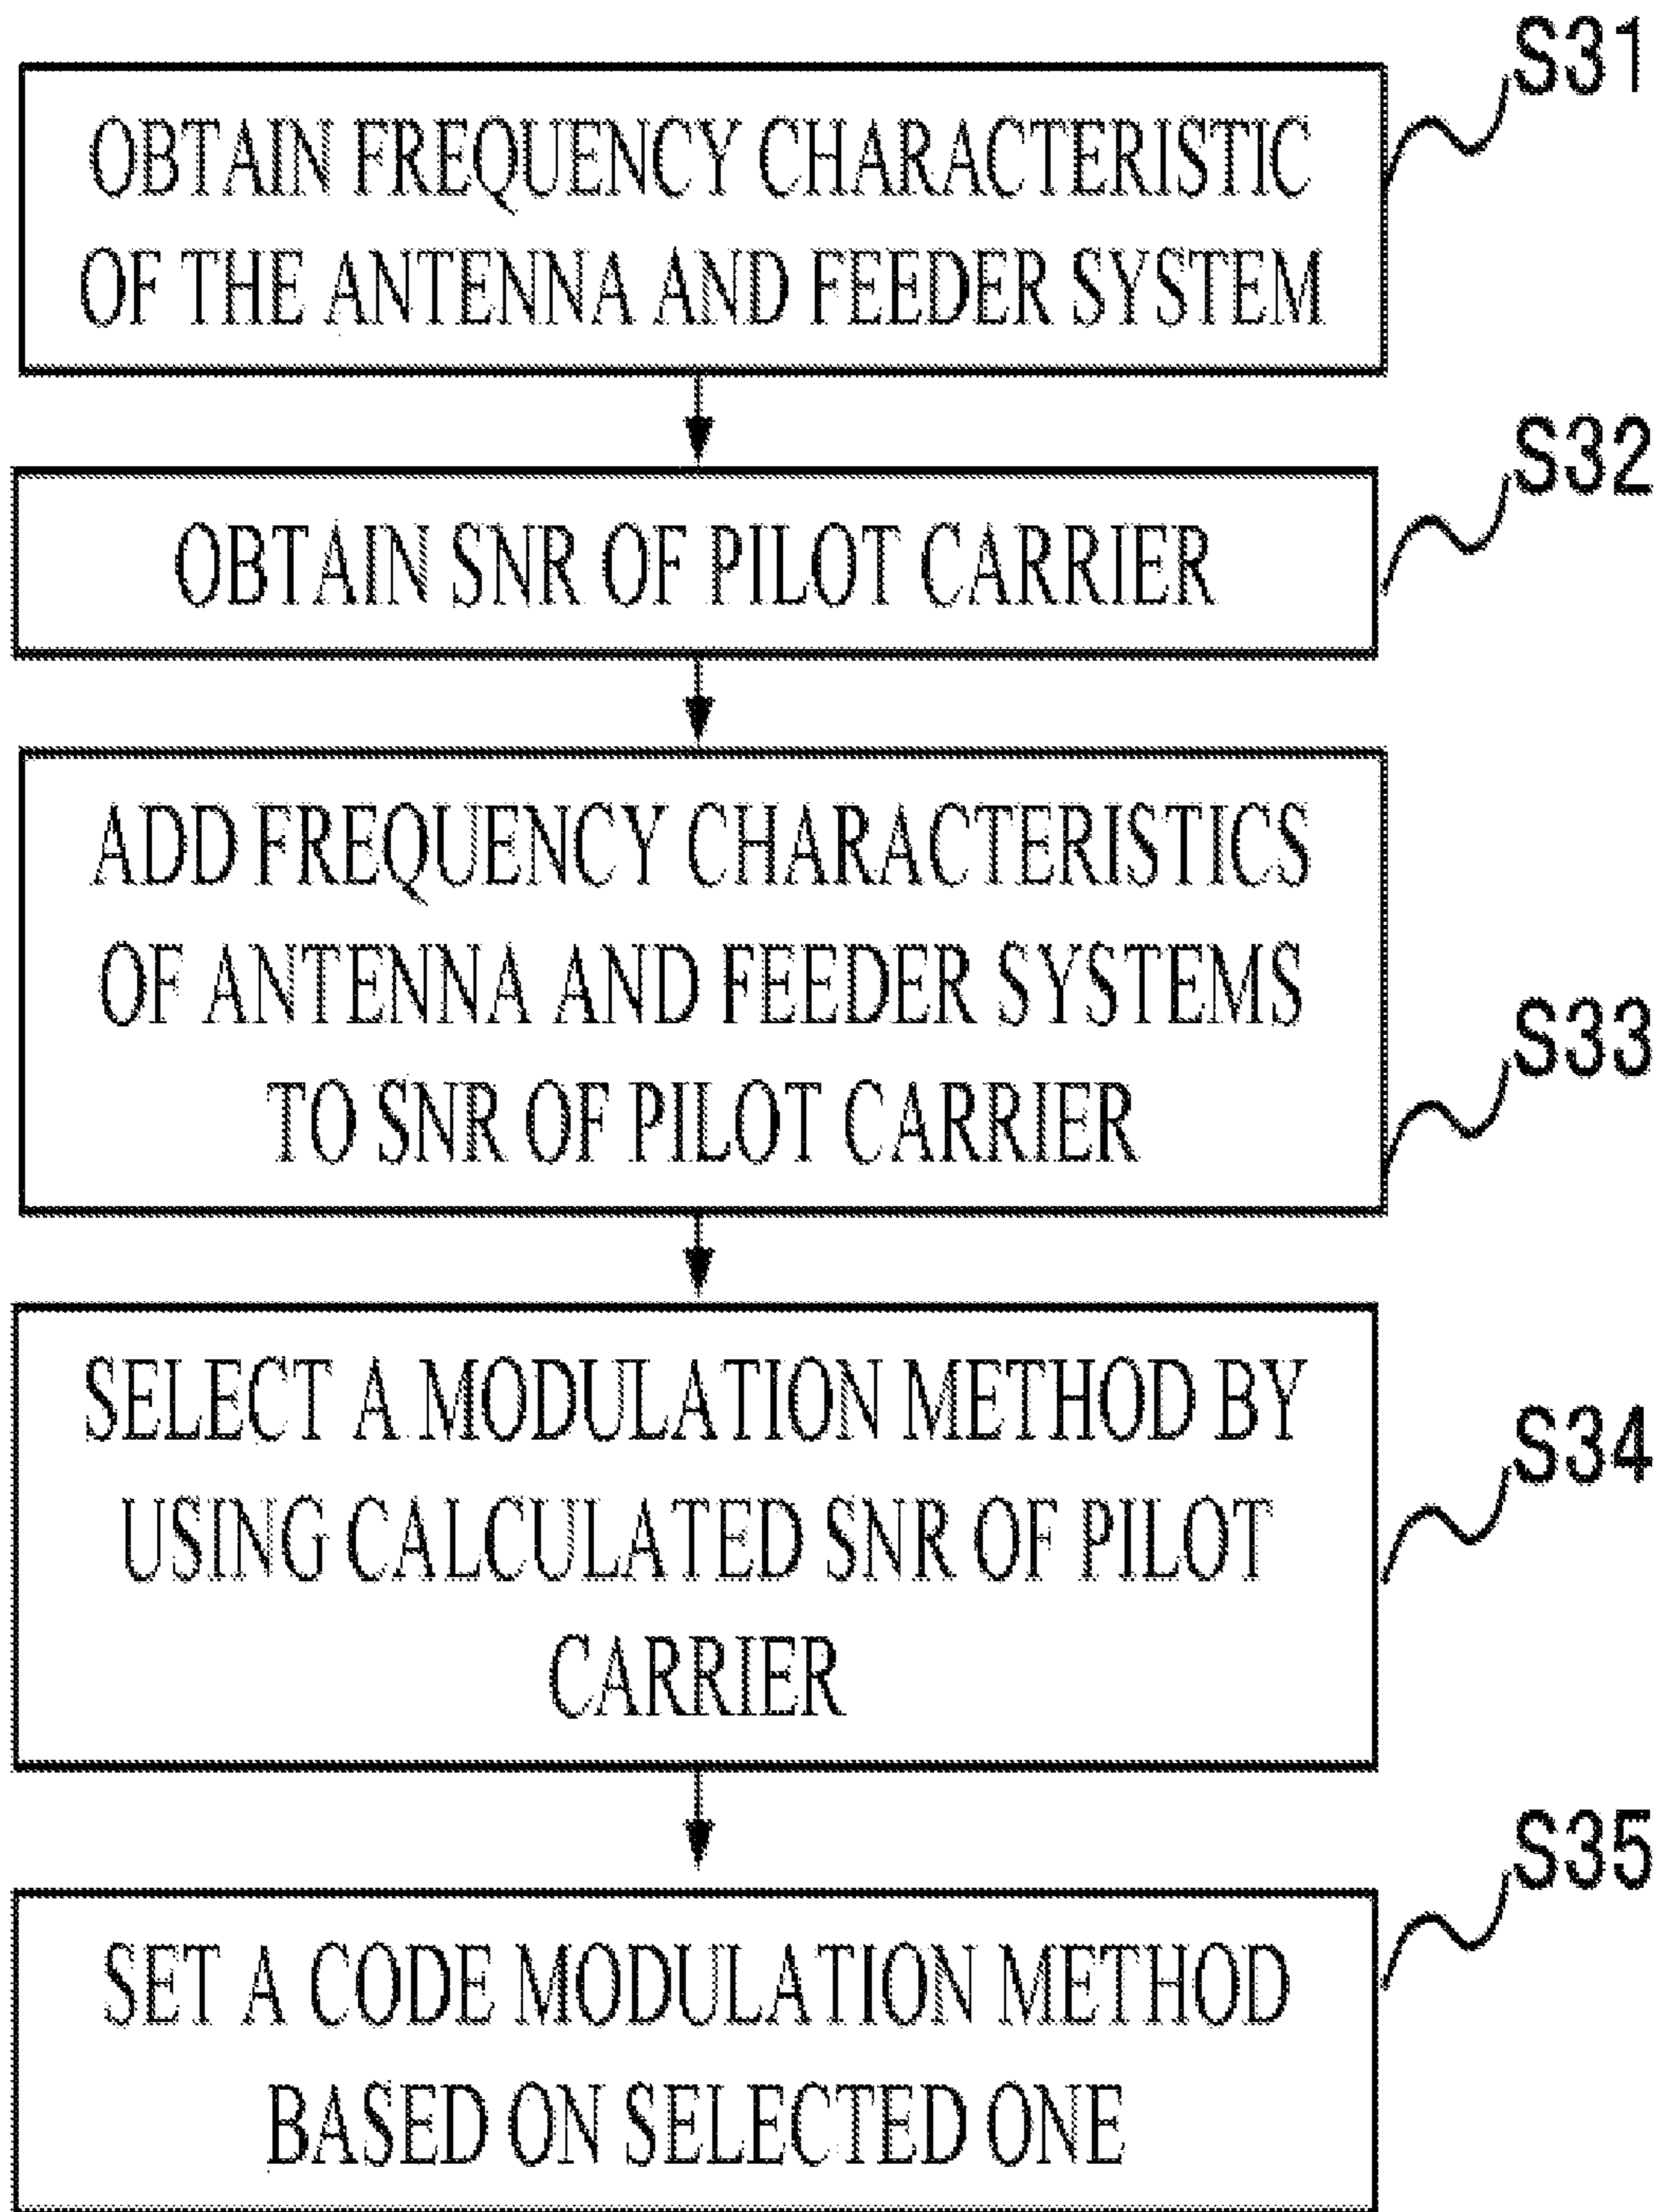 S31
OBTAIN FREQUENCY CHARACTERISTIC
OF THE ANTENNA AND FEEDER SYSTEM
S32
OBTAIN SNR OF PILOT CARRIER
ADD FREQUENCY CHARACTERISTICS
OF ANTENNA AND FEEDER SYSTEMS
S33
TO SNR OF PILOT CARRIER
SELECT A MODULATION METHOD BY
S34
USING CALCULATED SNR OF PILOT
CARRIER
S35
SET A CODE MODULATION METHOD
BASED ON SELECTED ONE